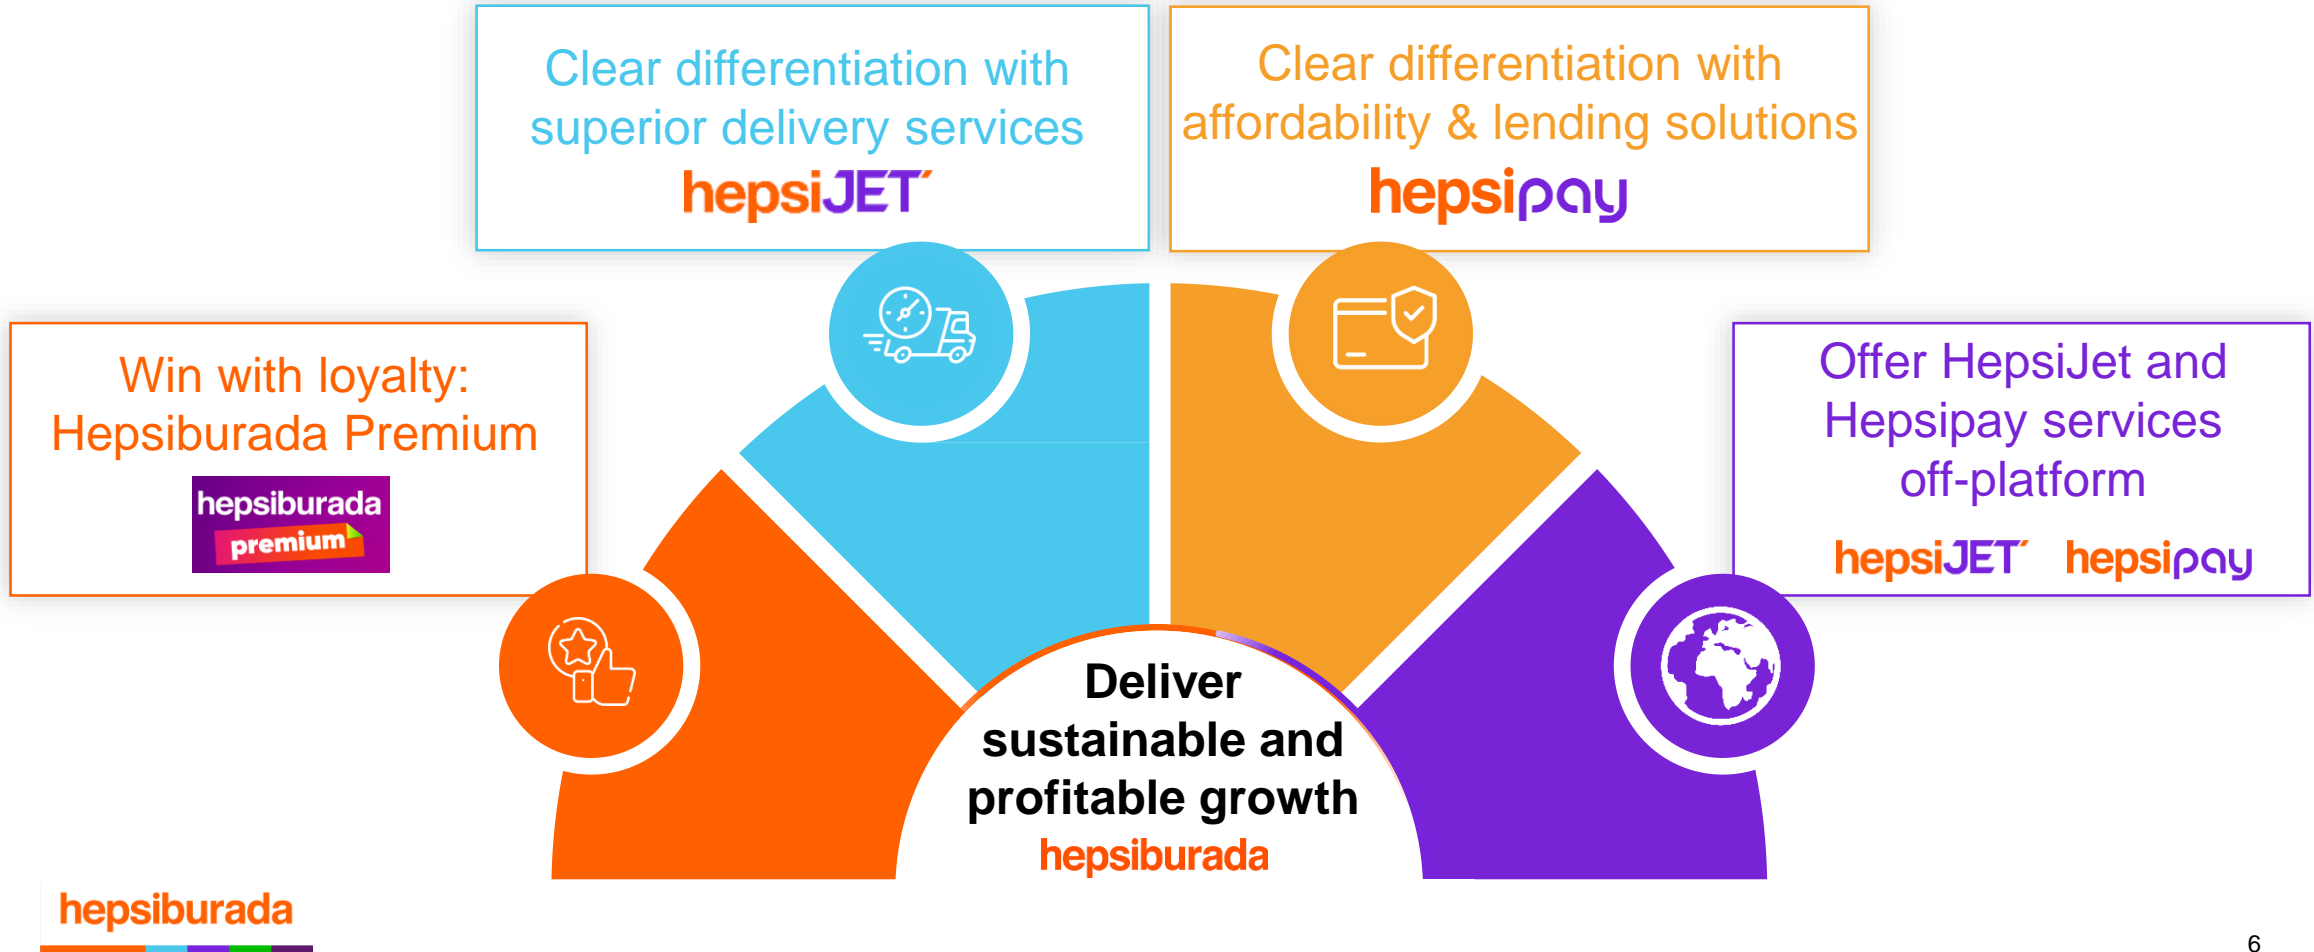 Clear differentiation with
superior delivery services
hepsiJET
Clear differentiation with
affordability & lending solutions
hepsipay
Win with loyalty:
Hepsiburada Premium
hepsiburada
premium
Offer HepsiJet and
Hepsipay services
off-platform
hepsiJET hepsipay
Deliver
sustainable and
profitable growth
hepsiburada
hepsiburada
6